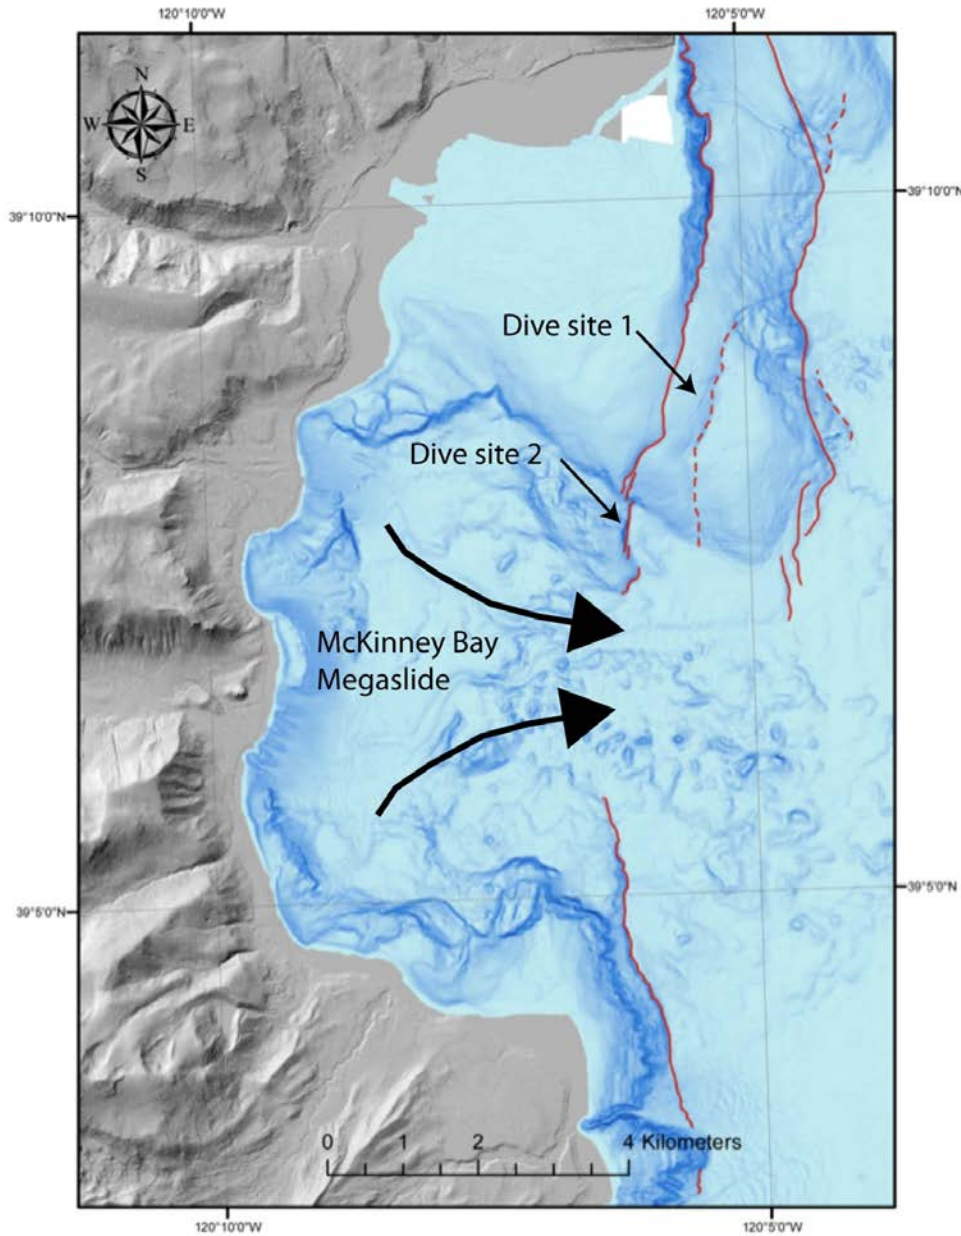 120°10'0"W
120°5'0"W
N
W
E
S
39°10'0"N
39°10'0"N
Dive site 1
Dive site 2
McKinney Bay
Megaslide
39°5'0"N
39°5'0"N
0 1 2 4 Kilometers
120°10'0"W
120°5'0"W